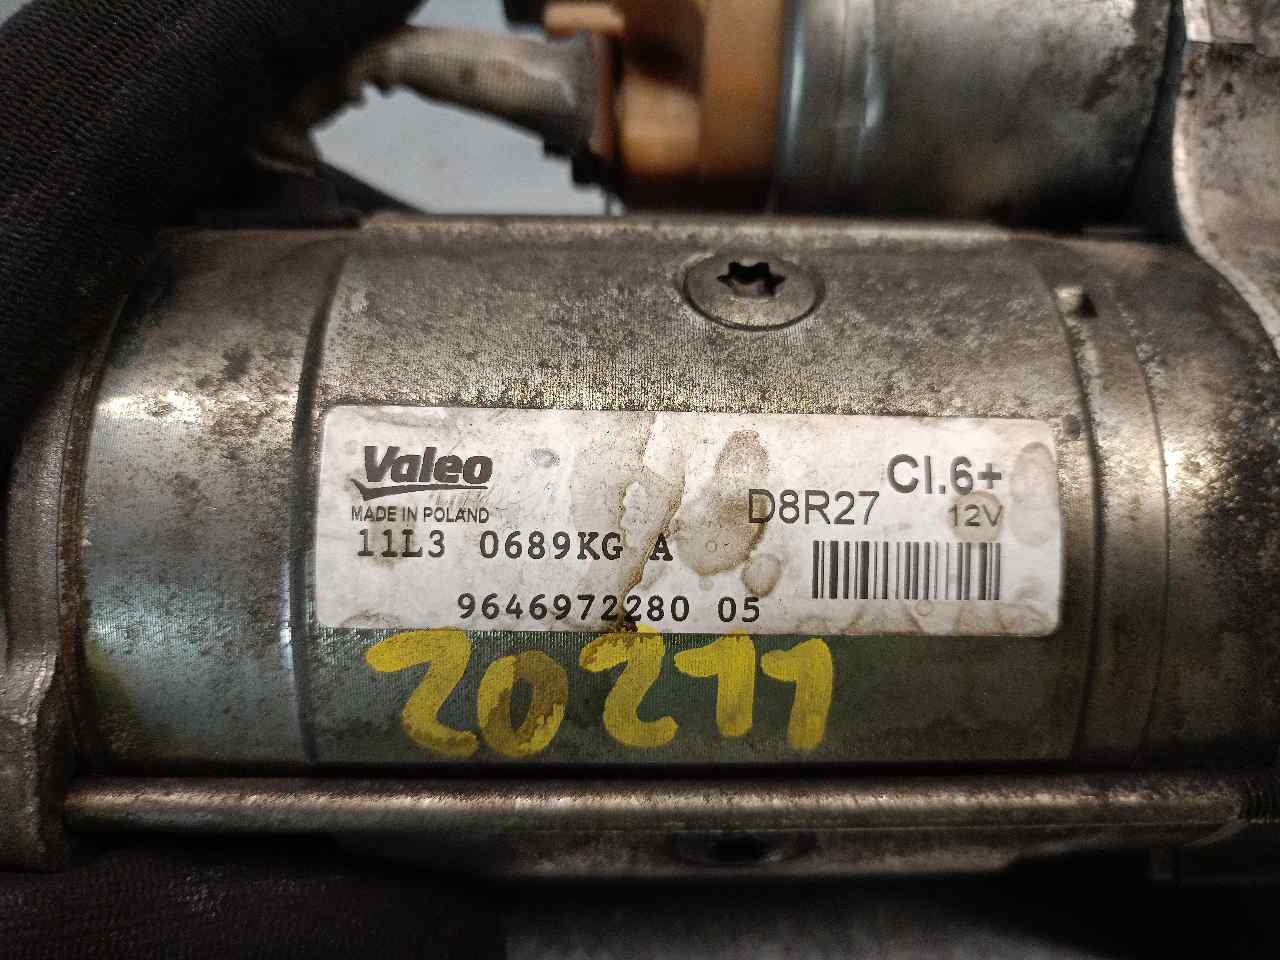 Valeo
MADE IN POLAND
D8R27
Cl.6+
12V
11L3 0689KG A
9646972280 05
20211